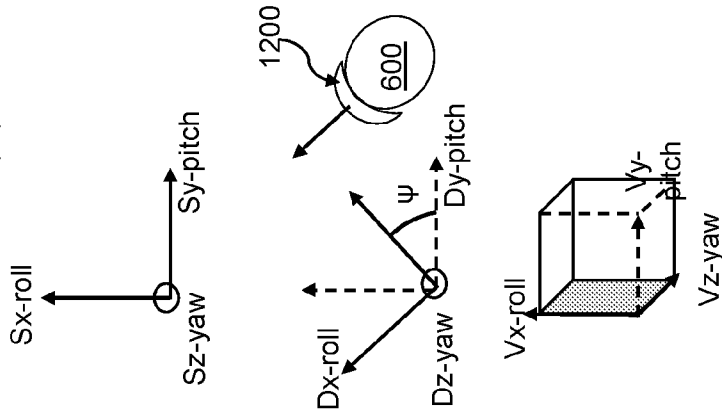 Sx-roll
Sy-pitch
Sz-yaw
1200
600
Dx-roll
Ψ
Dy-pitch
Dz-yaw
Vx-roll
Vy-
pitch
Vz-yaw